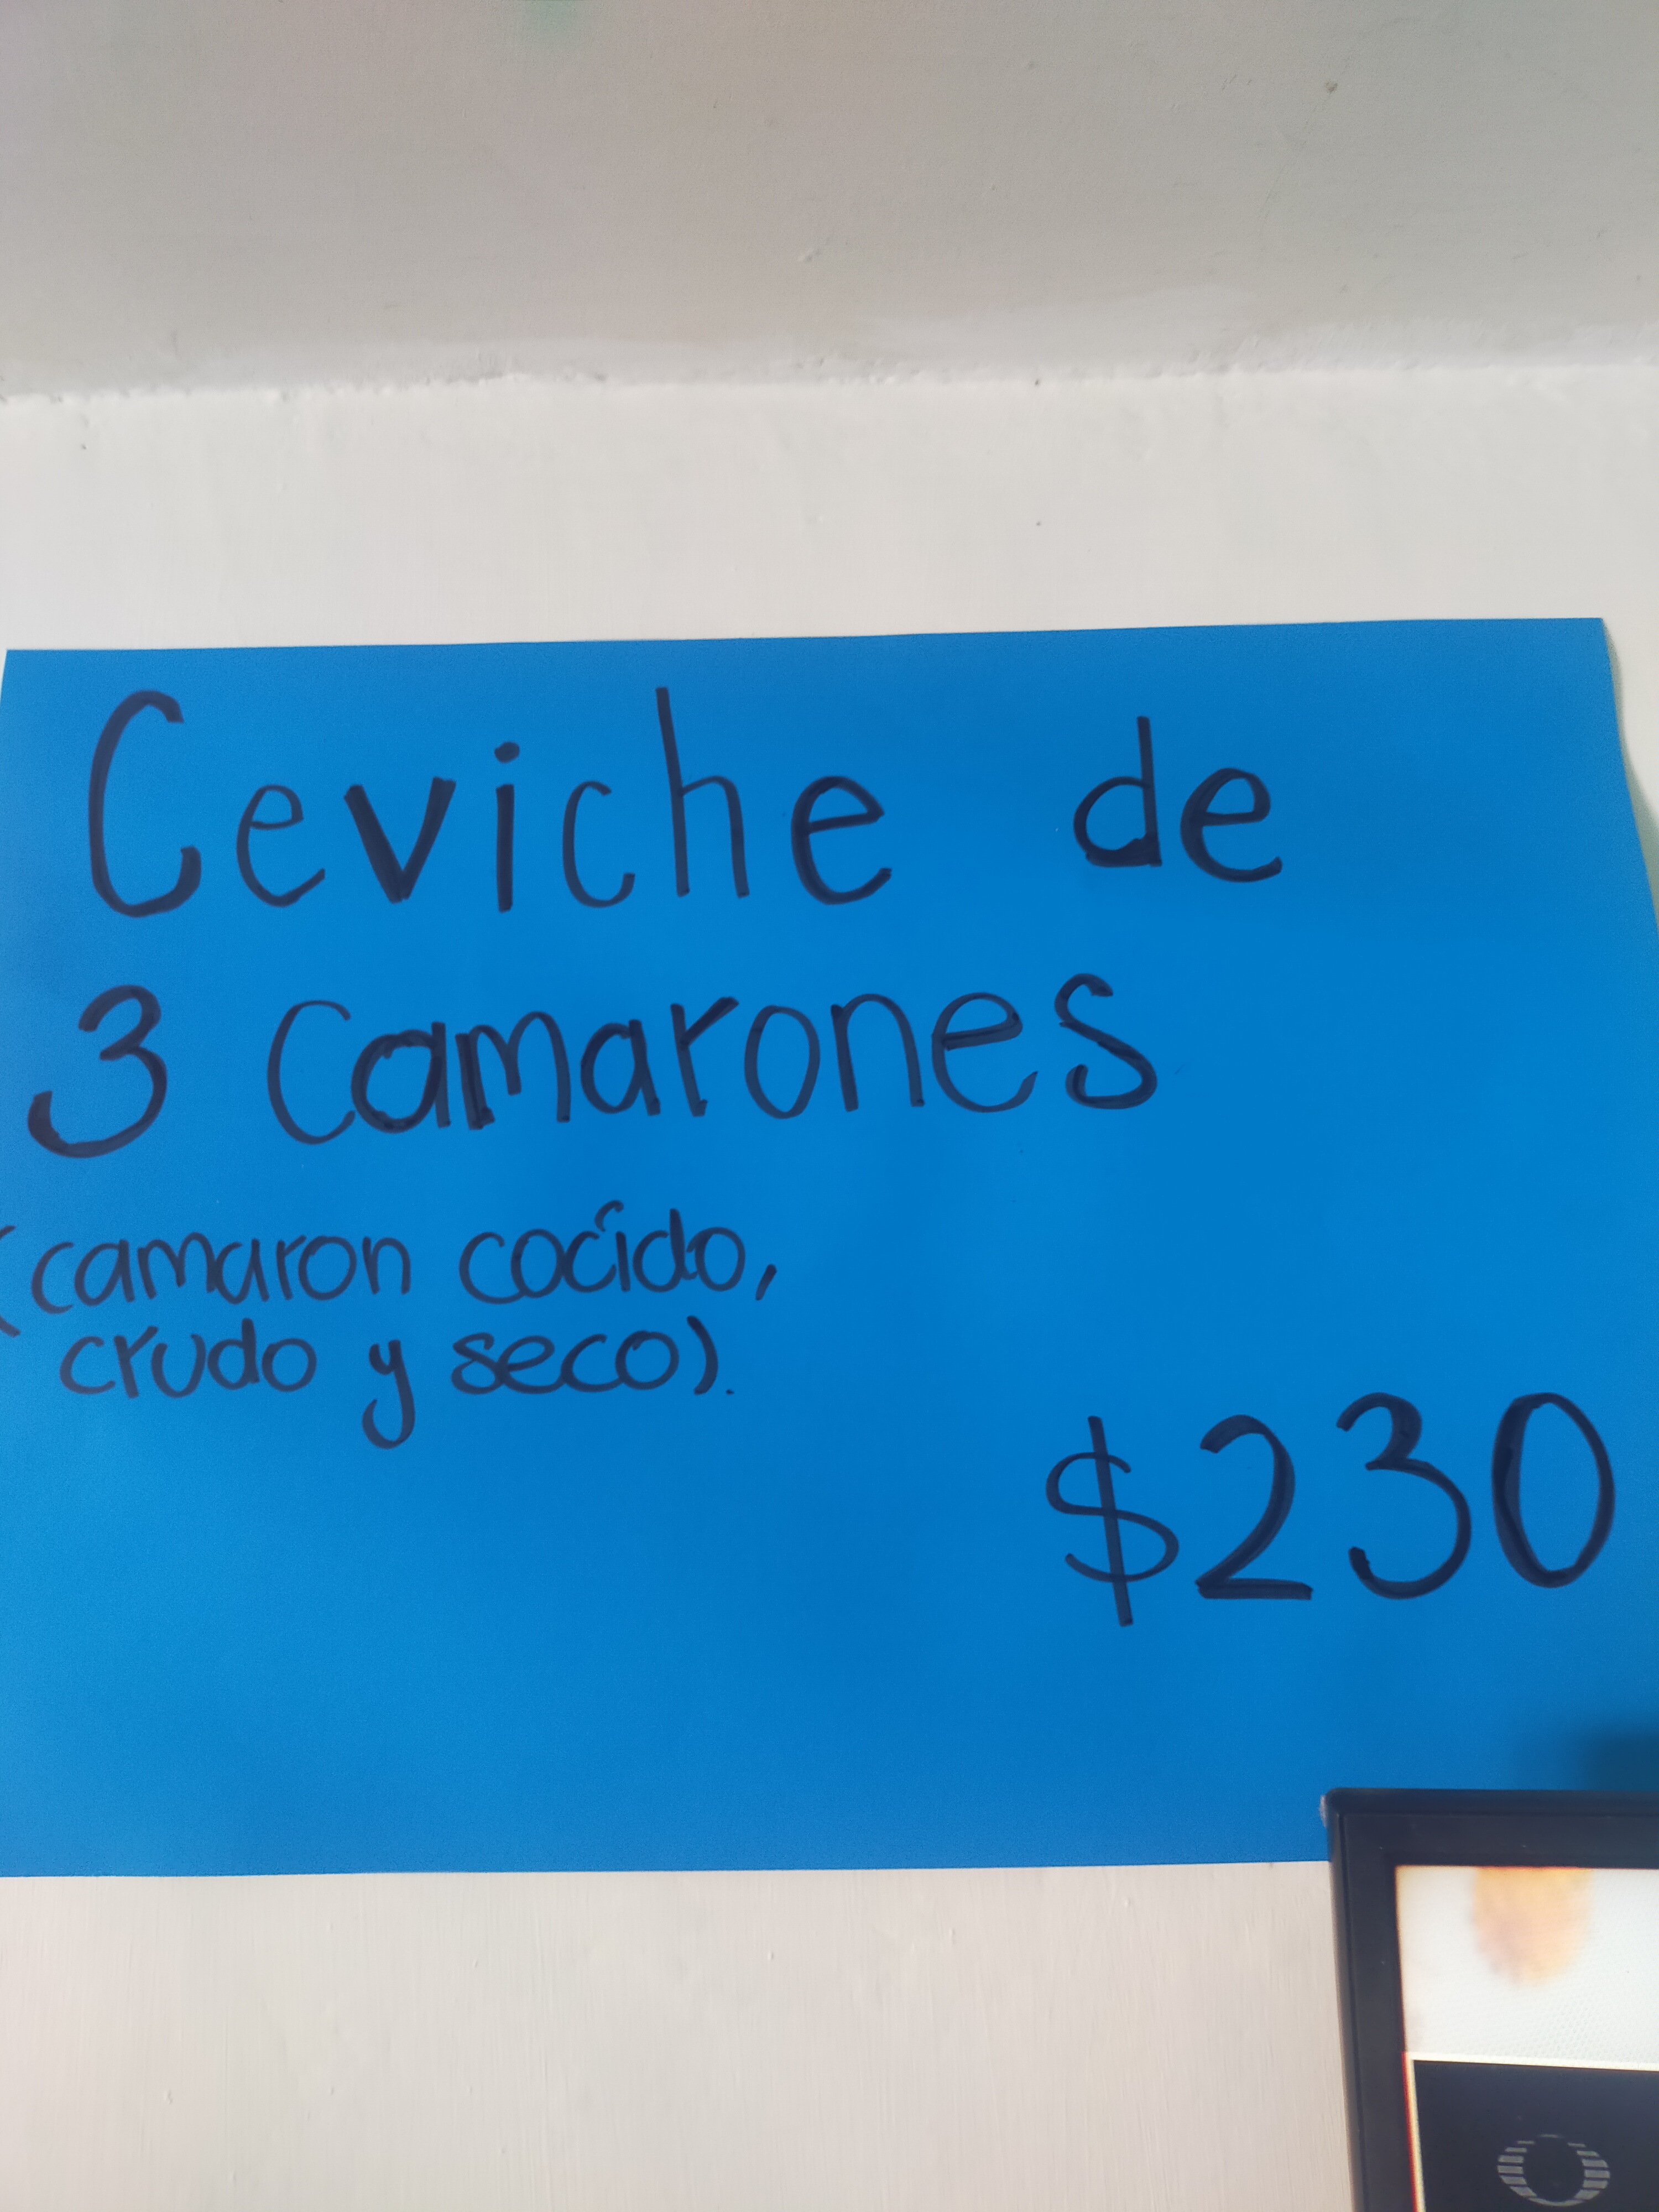 Ceviche de
3 Camarones
(camaron cocido,
crudo y seco).
$230